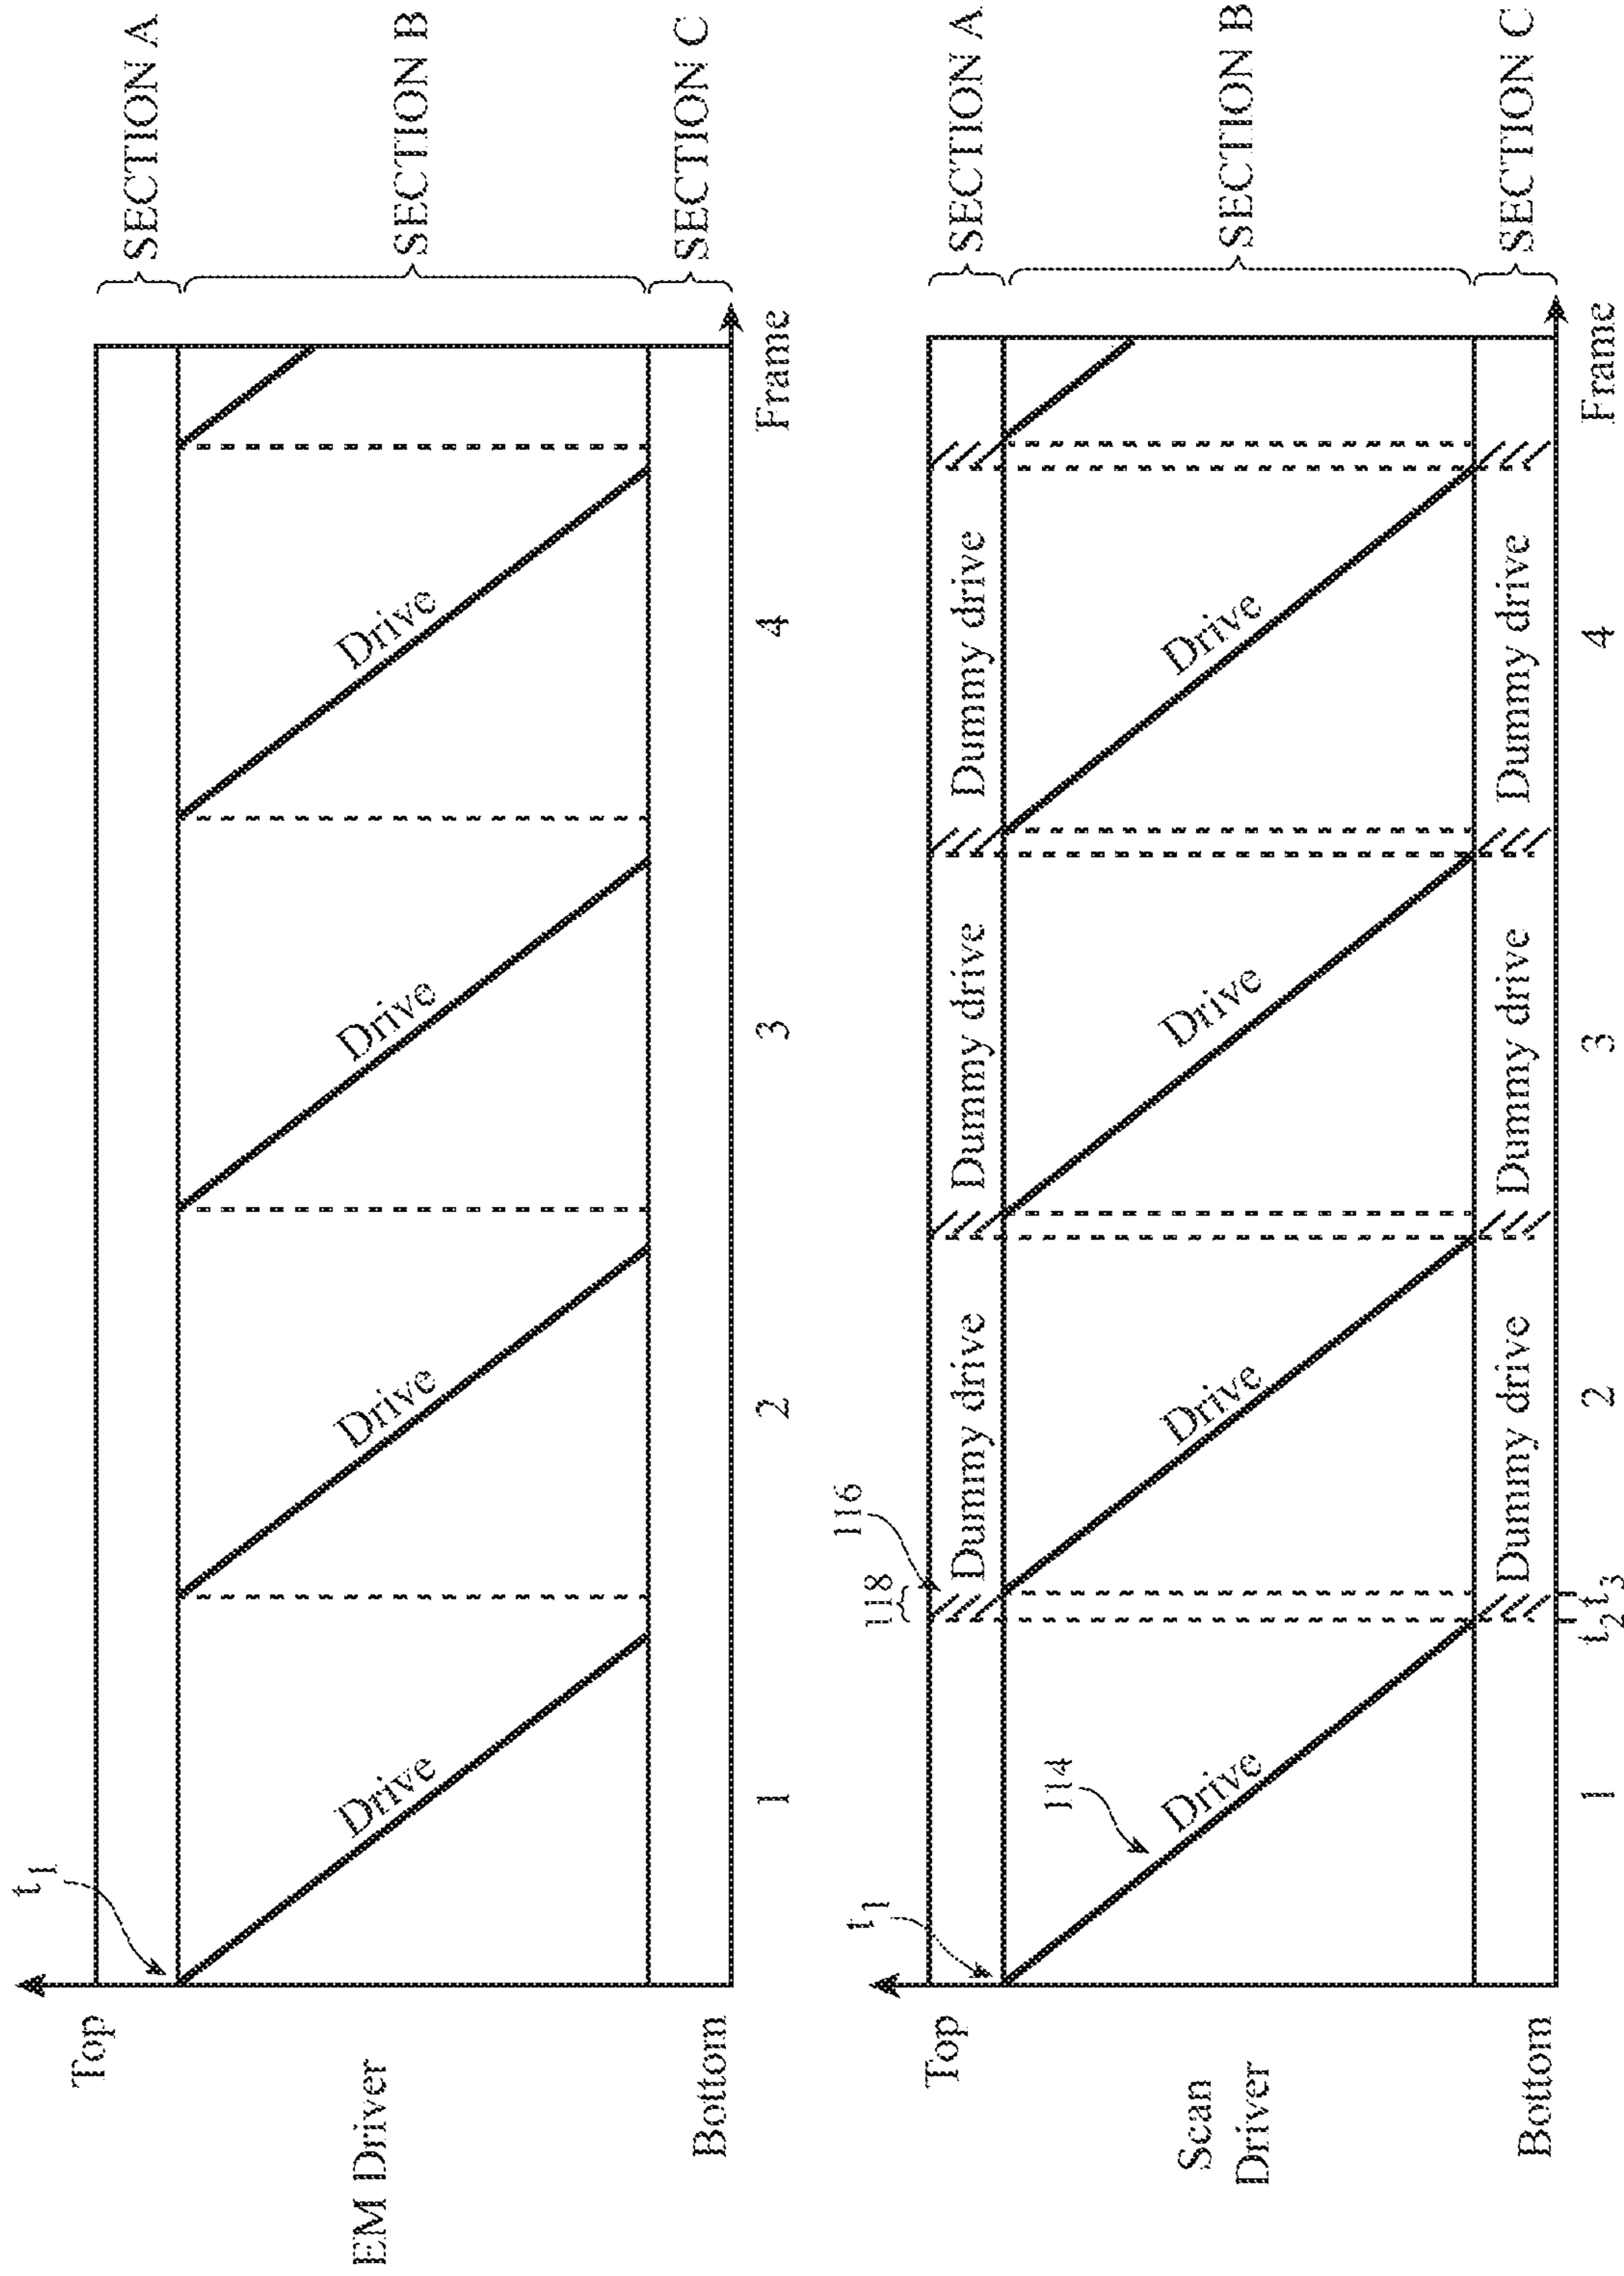 t1
Top
EM Driver
Bottom
Drive
Drive
Drive
Drive
1
2
3
4
Frame
SECTION A
SECTION B
SECTION C
t1
114
118
116
Top
Scan
Driver
Bottom
Dummy drive
Dummy drive
Dummy drive
Drive
Drive
Drive
Drive
Dummy drive
Dummy drive
Dummy drive
t2 t3
1
2
3
4
Frame
SECTION A
SECTION B
SECTION C